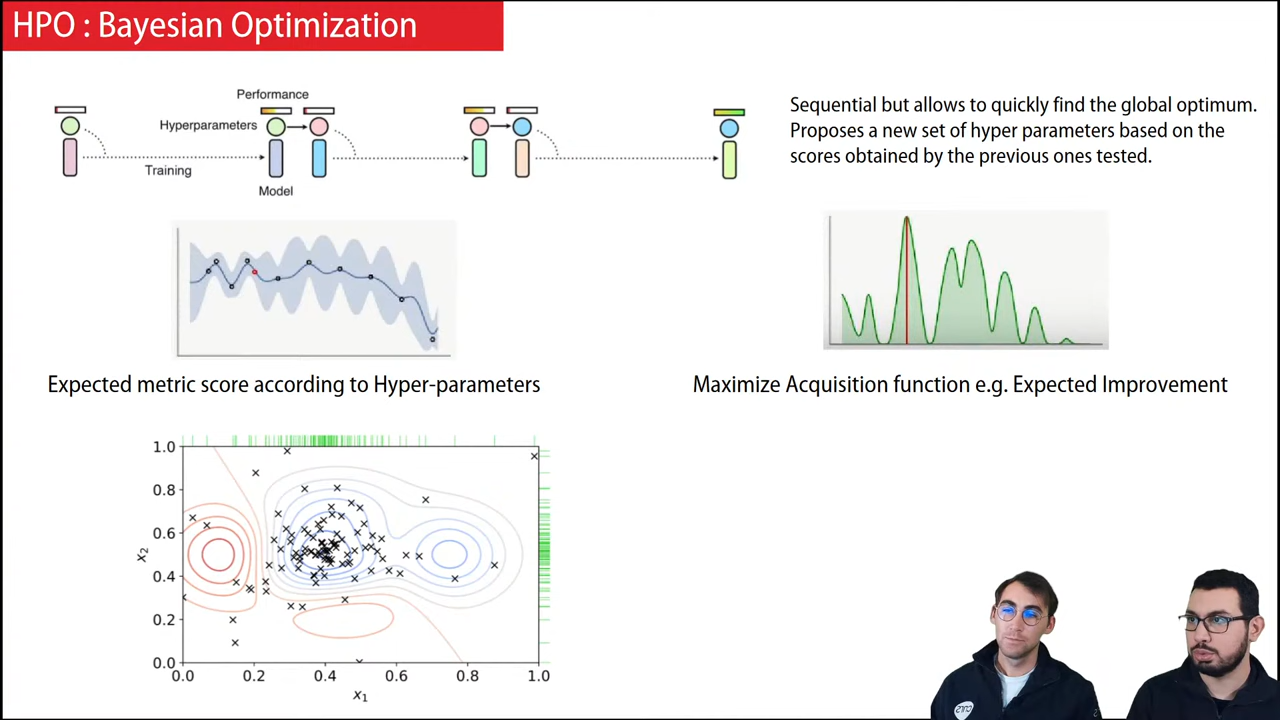 HPO : Bayesian Optimization
Performance
Hyperparameters
Training
Model
Sequential but allows to quickly find the global optimum.
Proposes a new set of hyper parameters based on the
scores obtained by the previous ones tested.
Expected metric score according to Hyper-parameters
Maximize Acquisition function e.g. Expected Improvement
1.0
0.8
0.6
0.4
0.2
0.0
x2
0.0 0.2 0.4 0.6 0.8 1.0
x1